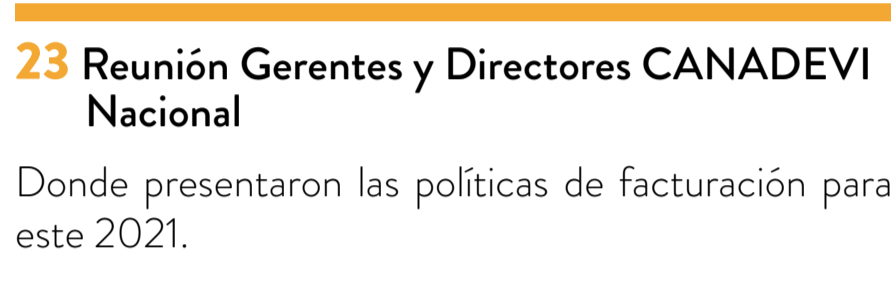 23 Reunión Gerentes y Directores CANADEVI
Nacional
Donde presentaron las políticas de facturación para
este 2021.